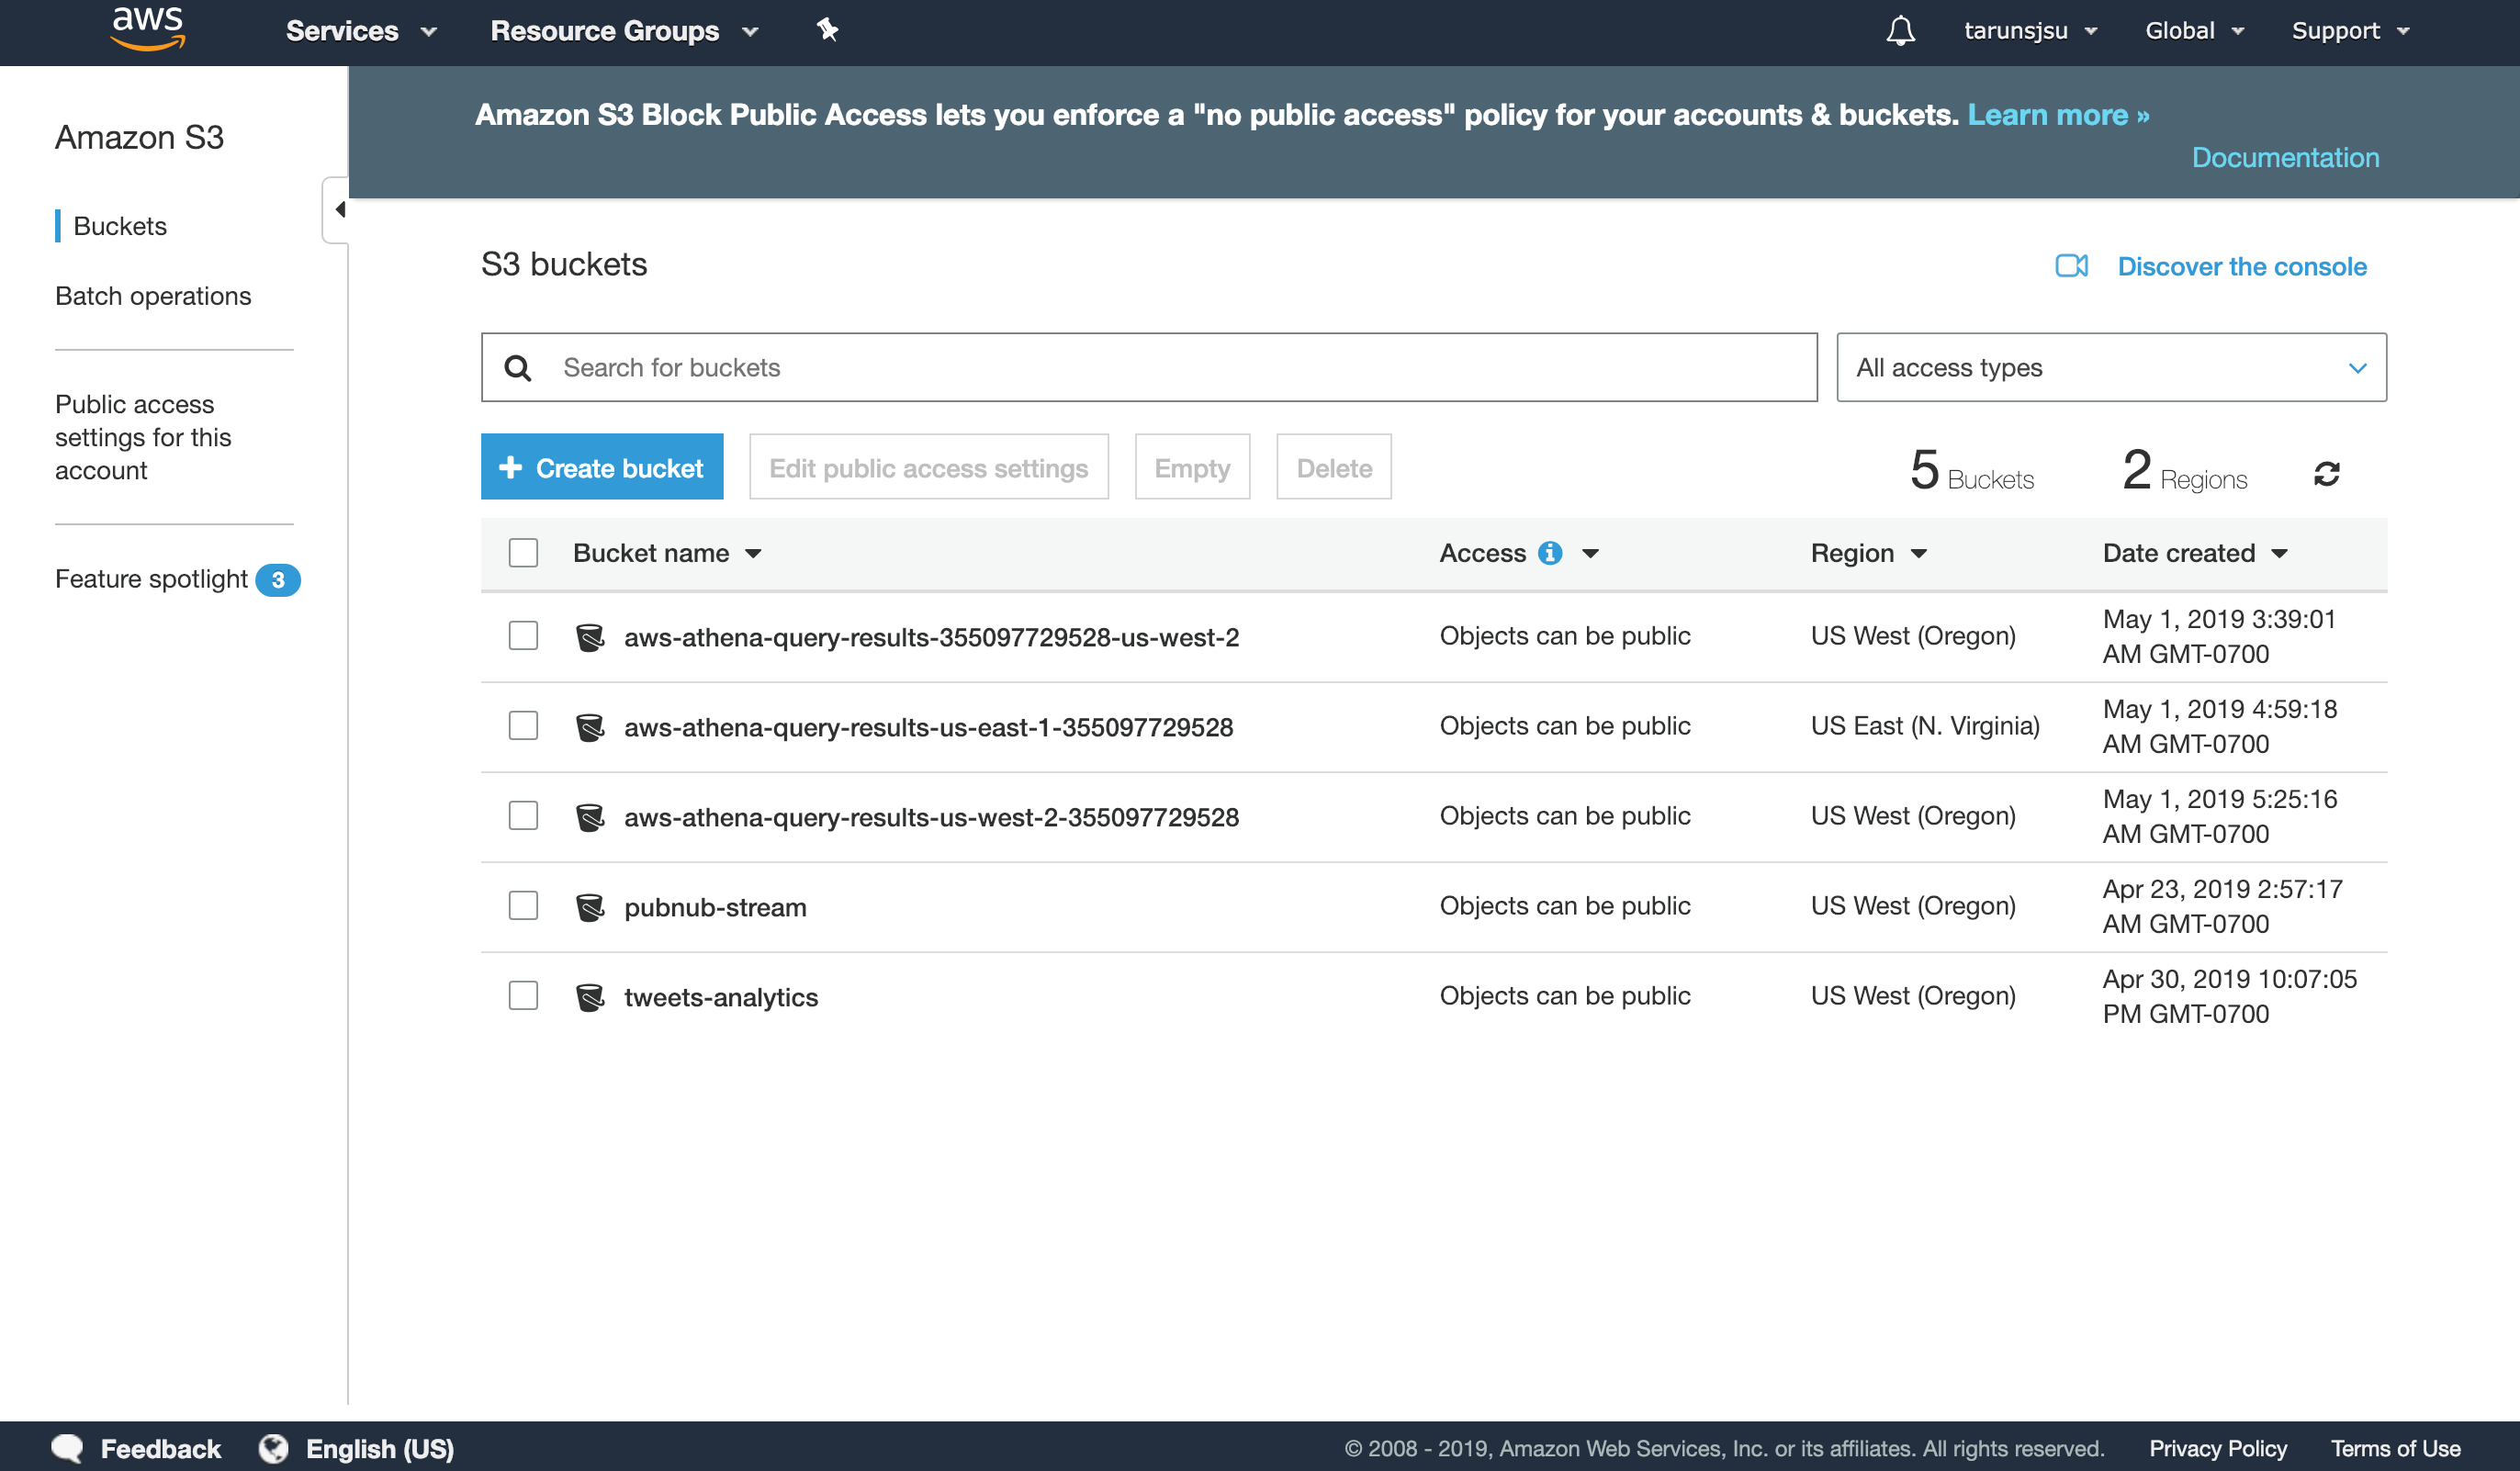 aws
Services
Resource Groups
tarunsjsu
Global
Support
Amazon S3
Buckets
Batch operations
Public access
settings for this
account
Feature spotlight 3
Amazon S3 Block Public Access lets you enforce a "no public access" policy for your accounts & buckets. Learn more »
Documentation
S3 buckets
Discover the console
Search for buckets
All access types
Create bucket
Edit public access settings
Empty
Delete
5 Buckets
2 Regions
Bucket name
Access
Region
Date created
aws-athena-query-results-355097729528-us-west-2
Objects can be public
US West (Oregon)
May 1, 2019 3:39:01
AM GMT-0700
aws-athena-query-results-us-east-1-355097729528
Objects can be public
US East (N. Virginia)
May 1, 2019 4:59:18
AM GMT-0700
aws-athena-query-results-us-west-2-355097729528
Objects can be public
US West (Oregon)
May 1, 2019 5:25:16
AM GMT-0700
pubnub-stream
Objects can be public
US West (Oregon)
Apr 23, 2019 2:57:17
AM GMT-0700
tweets-analytics
Objects can be public
US West (Oregon)
Apr 30, 2019 10:07:05
PM GMT-0700
Feedback
English (US)
© 2008 - 2019, Amazon Web Services, Inc. or its affiliates. All rights reserved.
Privacy Policy
Terms of Use